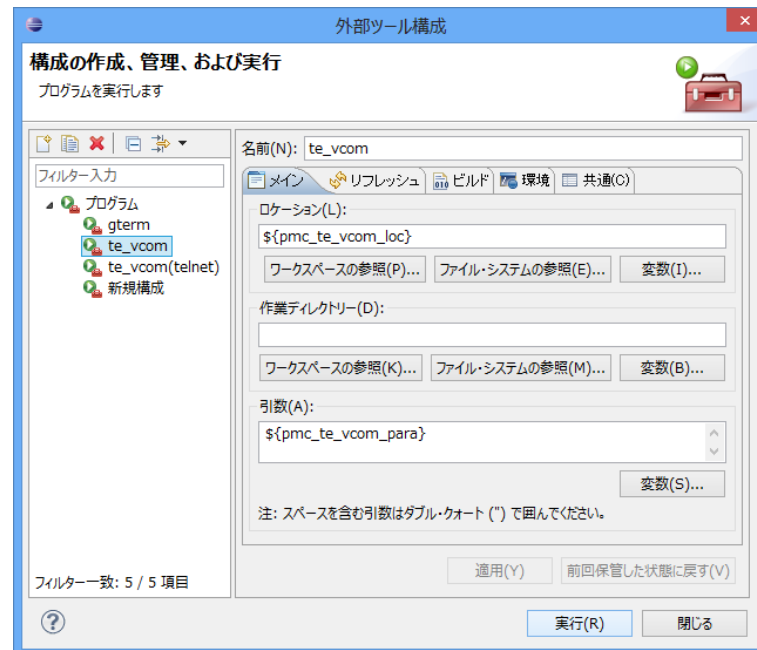 外部ツール構成
構成の作成、管理、および実行
プログラムを実行します
フィルター入力
プログラム
gterm
te_vcom
te_vcom(telnet)
新規構成
フィルター一致: 5 / 5 項目
名前(N): te_vcom
メイン リフレッシュ ビルド 環境 共通(C)
ロケーション(L):
${pmc_te_vcom_loc}
ワークスペースの参照(P)... ファイル・システムの参照(E)... 変数(I)...
作業ディレクトリー(D):
ワークスペースの参照(K)... ファイル・システムの参照(M)... 変数(B)...
引数(A):
${pmc_te_vcom_para}
変数(S)...
注: スペースを含む引数はダブル・クォート (") で囲んでください。
適用(Y) 前回保管した状態に戻す(V)
実行(R) 閉じる